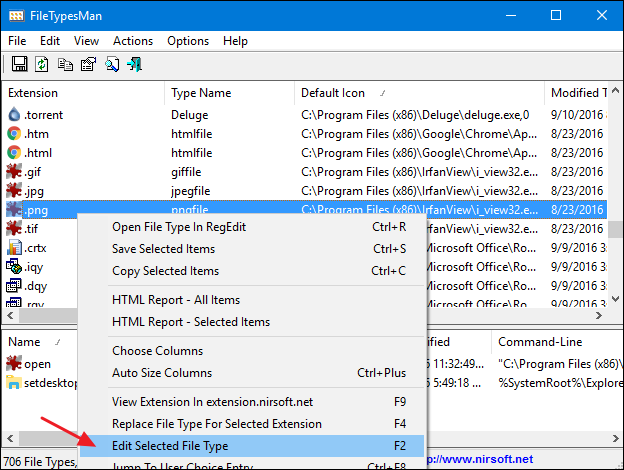 FileTypesMan
File Edit View Actions Options Help
Extension Type Name Default Icon Modified T
.torrent Deluge C:\Program Files (x86)\Deluge\deluge.exe,0 9/10/2016
.htm htmlfile C:\Program Files (x86)\Google\Chrome\Ap... 8/23/2016
.html htmlfile C:\Program Files (x86)\Google\Chrome\Ap... 8/23/2016
.gif giffile C:\Program Files (x86)\IrfanView\i_view32.e... 8/23/2016
.jpg jpegfile C:\Program Files (x86)\IrfanView\i_view32.e... 8/23/2016
.png pngfile C:\Program Files (x86)\IrfanView\i_view32.e... 8/23/2016
.tif IrfanView\i_view32.e... 8/23/2016
.crtx Microsoft Office\Ro... 9/9/2016 3:
.iqy Microsoft Office\Ro... 9/9/2016 3:
.dqy Microsoft Office\Ro... 9/9/2016 3:
.rqy Microsoft Office\Ro... 9/9/2016 3:
Open File Type In RegEdit Ctrl+R
Save Selected Items Ctrl+S
Copy Selected Items Ctrl+C
HTML Report - All Items
HTML Report - Selected Items
Choose Columns
Auto Size Columns Ctrl+Plus
View Extension In extension.nirsoft.net F9
Replace File Type For Selected Extension F4
Edit Selected File Type F2
Jump To User Choice Entry Ctrl+F8
Name ified Command-Line
open 6 11:32:49... "C:\Program Files (x86)\
setdesktop 6 5:49:18 ... %SystemRoot%\Explore
706 File Types, http://www.nirsoft.net